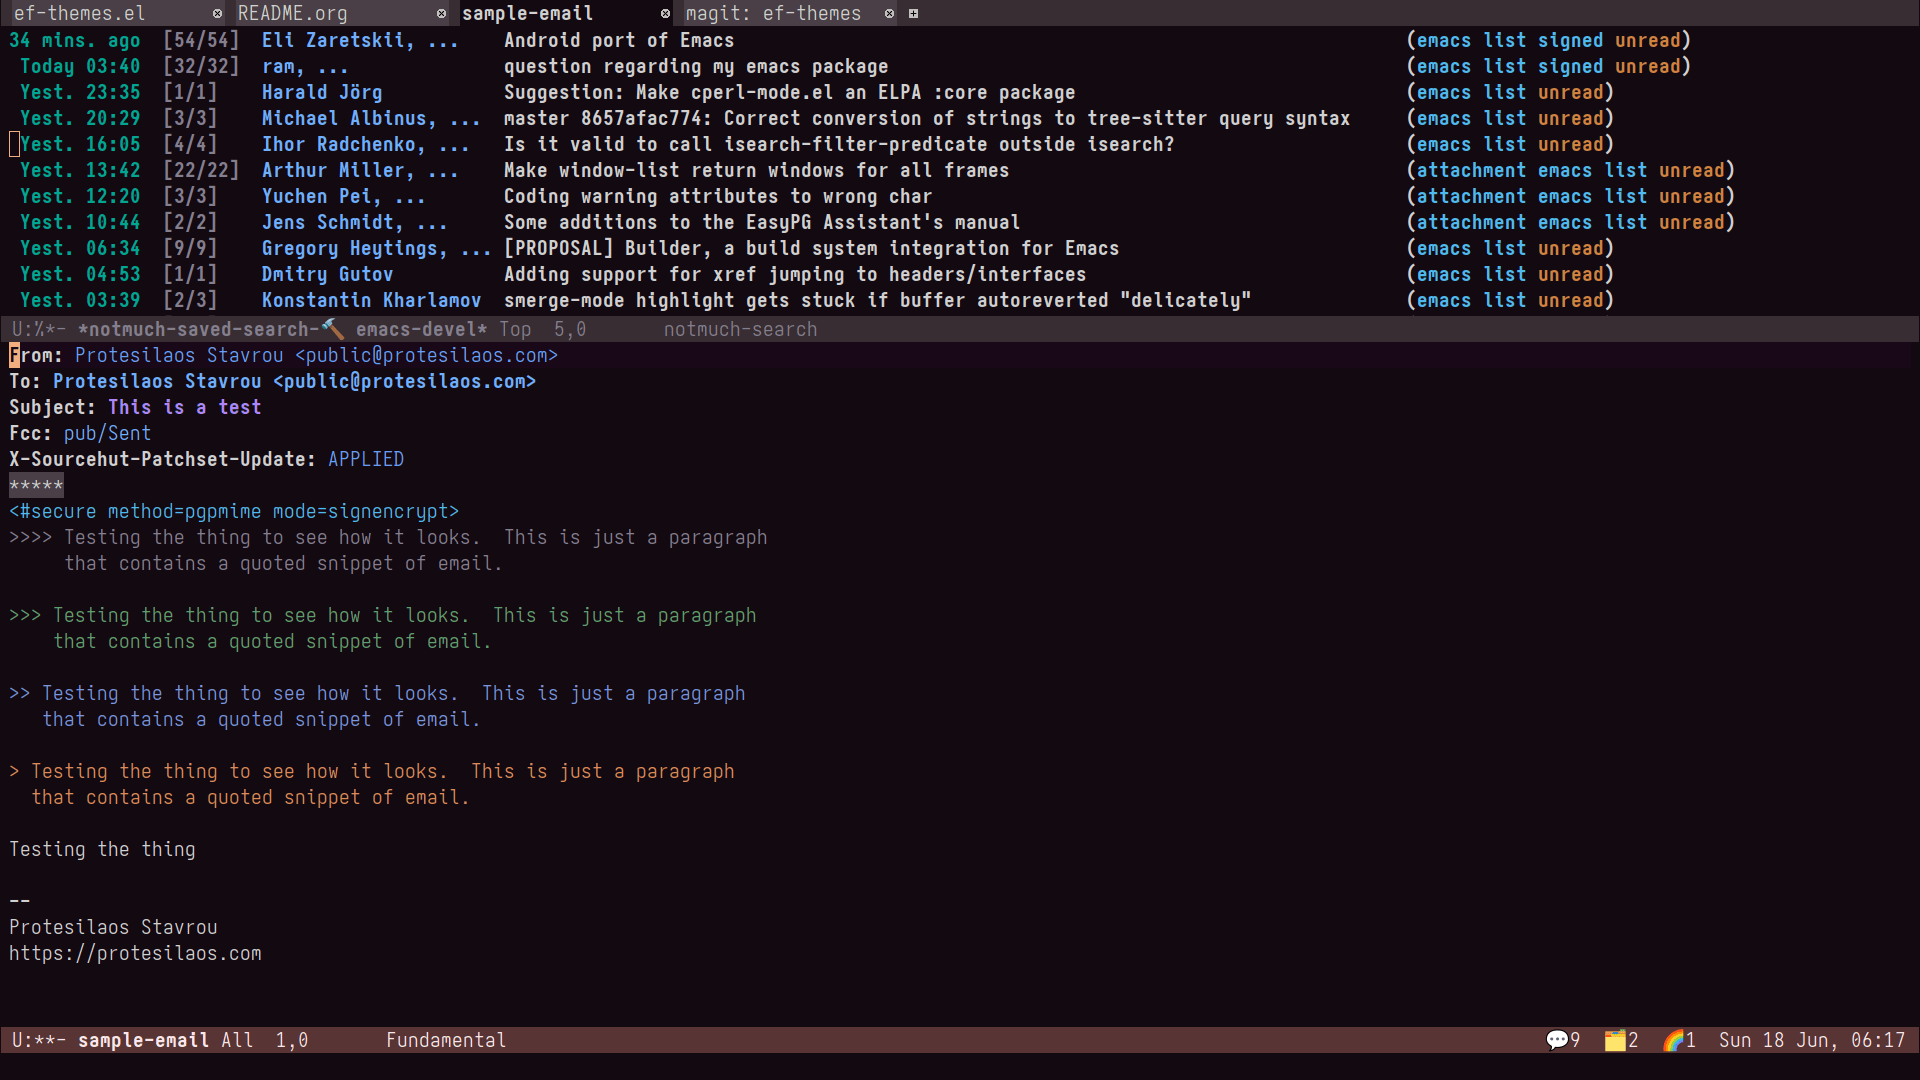 ef-themes.el README.org sample-email magit: ef-themes
34 mins. ago [54/54] Eli Zaretskii, ... Android port of Emacs (emacs list signed unread)
Today 03:40 [32/32] ram, ... question regarding my emacs package (emacs list signed unread)
Yest. 23:35 [1/1] Harald Jörg Suggestion: Make cperl-mode.el an ELPA :core package (emacs list unread)
Yest. 20:29 [3/3] Michael Albinus, ... master 8657afac774: Correct conversion of strings to tree-sitter query syntax (emacs list unread)
Yest. 16:05 [4/4] Ihor Radchenko, ... Is it valid to call isearch-filter-predicate outside isearch? (emacs list unread)
Yest. 13:42 [22/22] Arthur Miller, ... Make window-list return windows for all frames (attachment emacs list unread)
Yest. 12:20 [3/3] Yuchen Pei, ... Coding warning attributes to wrong char (attachment emacs list unread)
Yest. 10:44 [2/2] Jens Schmidt, ... Some additions to the EasyPG Assistant's manual (attachment emacs list unread)
Yest. 06:34 [9/9] Gregory Heytings, ... [PROPOSAL] Builder, a build system integration for Emacs (emacs list unread)
Yest. 04:53 [1/1] Dmitry Gutov Adding support for xref jumping to headers/interfaces (emacs list unread)
Yest. 03:39 [2/3] Konstantin Kharlamov smerge-mode highlight gets stuck if buffer autoreverted "delicately" (emacs list unread)
U:%*- *notmuch-saved-search-🔨 emacs-devel* Top 5,0 notmuch-search
From: Protesilaos Stavrou <public@protesilaos.com>
To: Protesilaos Stavrou <public@protesilaos.com>
Subject: This is a test
Fcc: pub/Sent
X-Sourcehut-Patchset-Update: APPLIED
*****
<#secure method=pgpmime mode=signencrypt>
>>>> Testing the thing to see how it looks.  This is just a paragraph
that contains a quoted snippet of email.
>>> Testing the thing to see how it looks.  This is just a paragraph
that contains a quoted snippet of email.
>> Testing the thing to see how it looks.  This is just a paragraph
that contains a quoted snippet of email.
> Testing the thing to see how it looks.  This is just a paragraph
that contains a quoted snippet of email.
Testing the thing
--
Protesilaos Stavrou
https://protesilaos.com
U:**- sample-email All 1,0 Fundamental 💬9 🗂️2 🌈1 Sun 18 Jun, 06:17